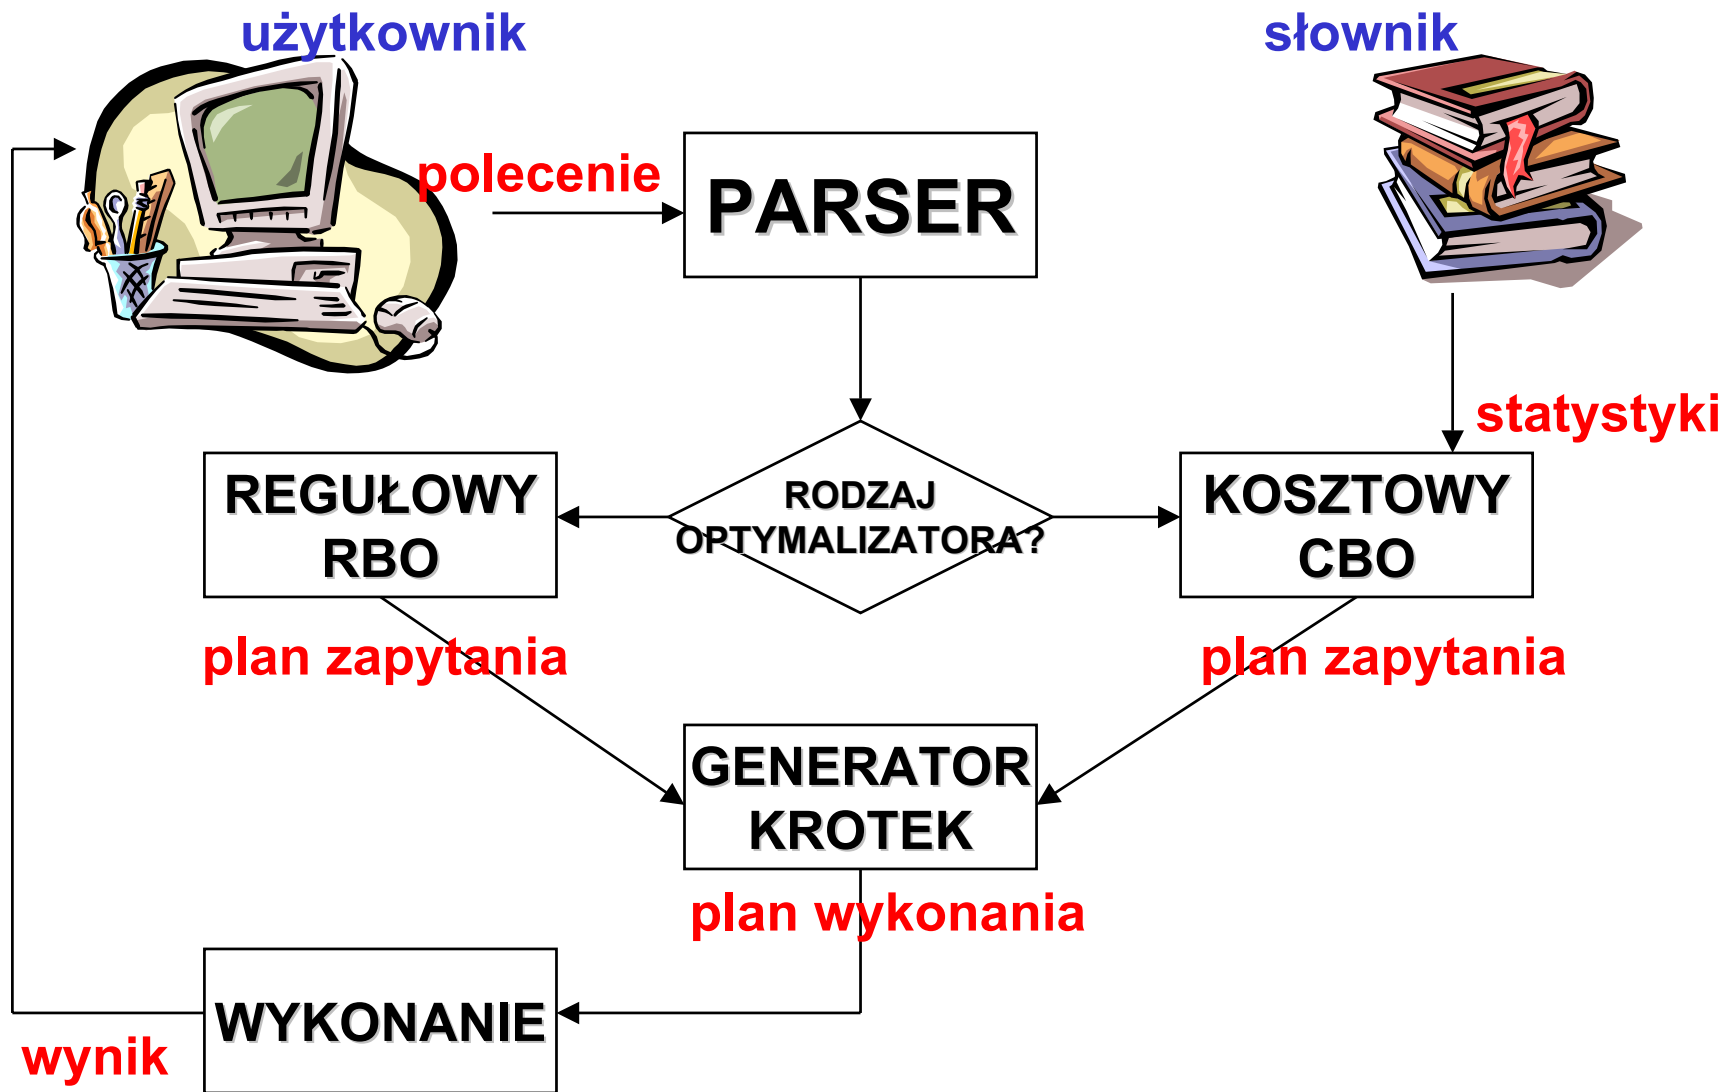 użytkownik
słownik
polecenie
PARSER
statystyki
REGUŁOWY
RBO
RODZAJ
OPTYMALIZATORA?
KOSZTOWY
CBO
plan zapytania
plan zapytania
GENERATOR
KROTEK
plan wykonania
WYKONANIE
wynik